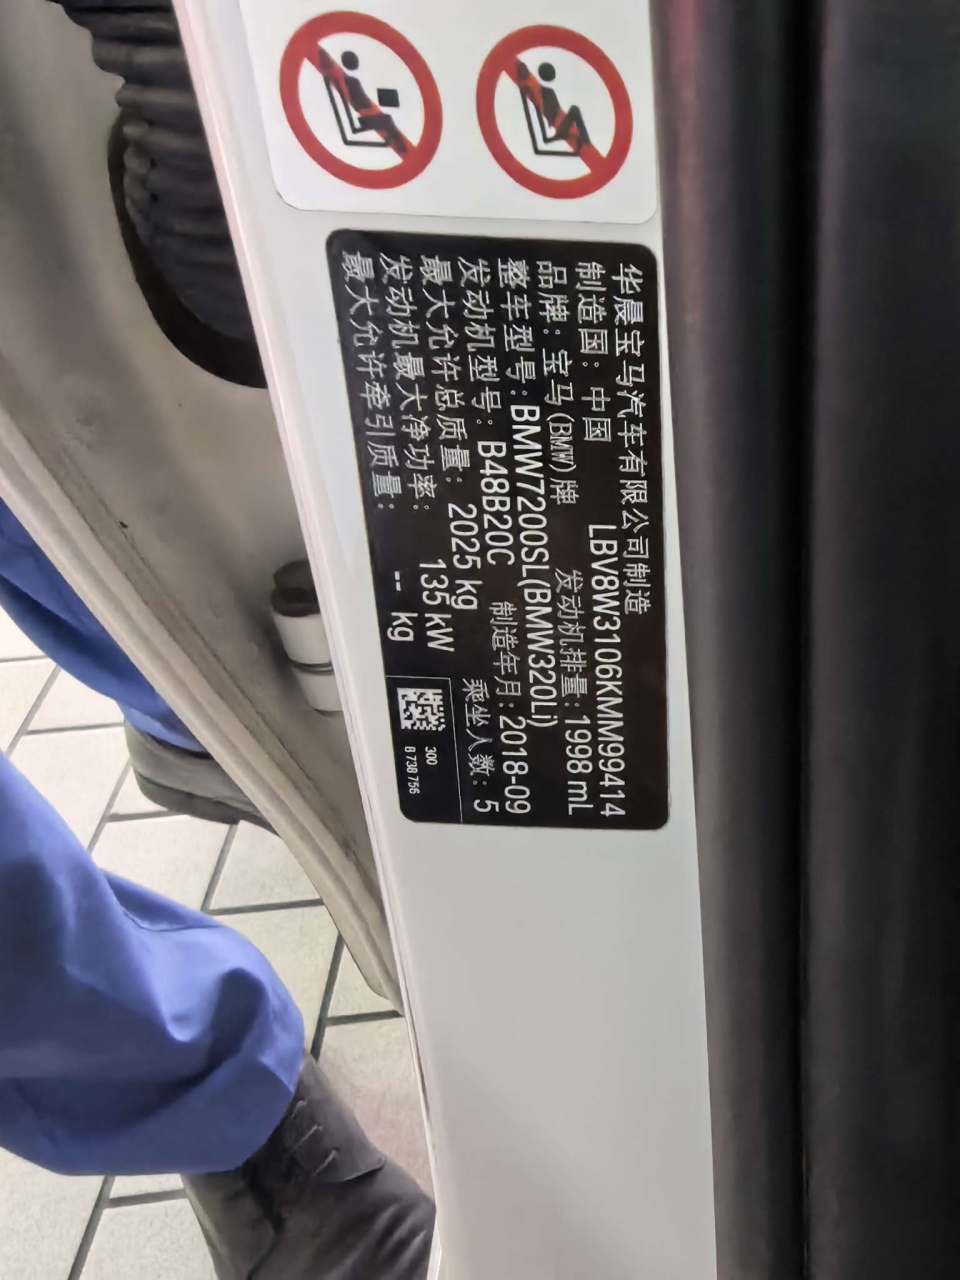 华晨宝马汽车有限公司制造
制造国：中国 LBV8W3106KMM99414
品牌：宝马(BMW)牌 发动机排量：1998 mL
整车型号：BMW7200SL(BMW320Li)
发动机型号：B48B20C 制造年月：2018-09
最大允许总质量：2025 kg 乘坐人数：5
发动机最大净功率：135 kW
最大允许牵引质量：-- kg
300
B 738 756